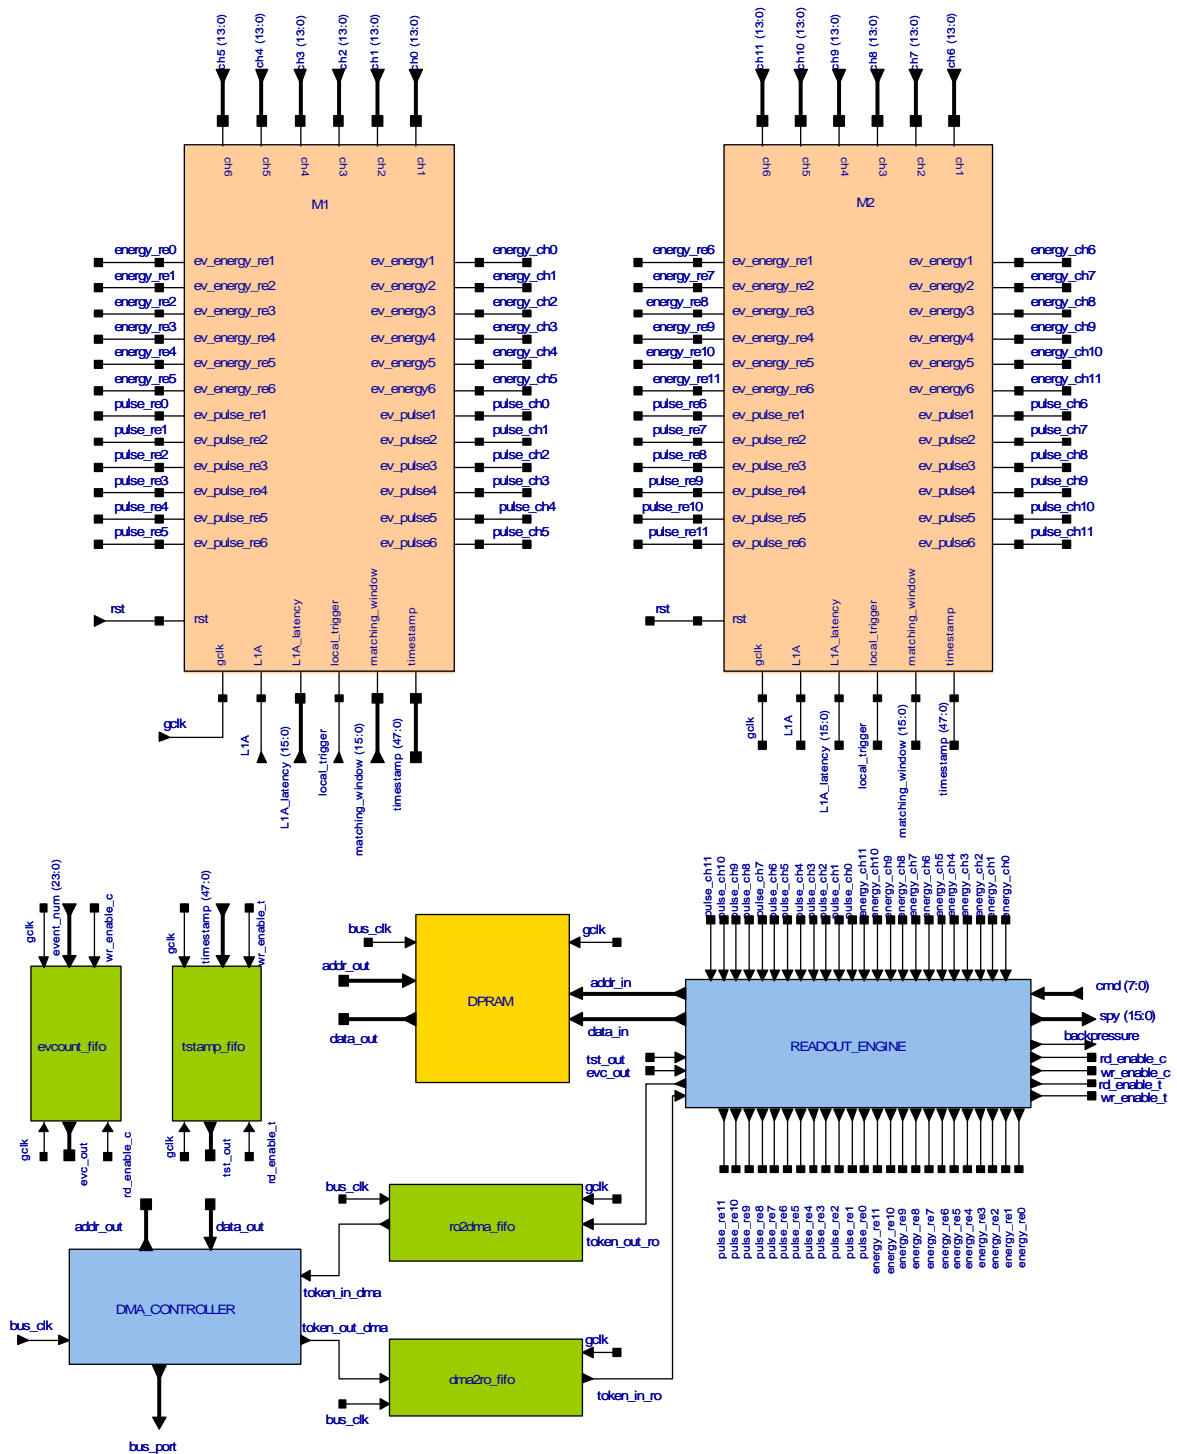 ch5 (13:0)
ch4 (13:0)
ch3 (13:0)
ch2 (13:0)
ch1 (13:0)
ch0 (13:0)
ch6
ch5
ch4
ch3
ch2
ch1
M1
energy_re0
energy_re1
energy_re2
energy_re3
energy_re4
energy_re5
pulse_re0
pulse_re1
pulse_re2
pulse_re3
pulse_re4
pulse_re5
ev_energy_re1
ev_energy_re2
ev_energy_re3
ev_energy_re4
ev_energy_re5
ev_energy_re6
ev_pulse_re1
ev_pulse_re2
ev_pulse_re3
ev_pulse_re4
ev_pulse_re5
ev_pulse_re6
ev_energy1
ev_energy2
ev_energy3
ev_energy4
ev_energy5
ev_energy6
ev_pulse1
ev_pulse2
ev_pulse3
ev_pulse4
ev_pulse5
ev_pulse6
energy_ch0
energy_ch1
energy_ch2
energy_ch3
energy_ch4
energy_ch5
pulse_ch0
pulse_ch1
pulse_ch2
pulse_ch3
pulse_ch4
pulse_ch5
rst
rst
gclk
L1A
L1A_latency
local_trigger
matching_window
timestamp
gclk
L1A
L1A_latency (15:0)
local_trigger
matching_window (15:0)
timestamp (47:0)
ch11 (13:0)
ch10 (13:0)
ch9 (13:0)
ch8 (13:0)
ch7 (13:0)
ch6 (13:0)
ch6
ch5
ch4
ch3
ch2
ch1
M2
energy_re6
energy_re7
energy_re8
energy_re9
energy_re10
energy_re11
pulse_re6
pulse_re7
pulse_re8
pulse_re9
pulse_re10
pulse_re11
ev_energy_re1
ev_energy_re2
ev_energy_re3
ev_energy_re4
ev_energy_re5
ev_energy_re6
ev_pulse_re1
ev_pulse_re2
ev_pulse_re3
ev_pulse_re4
ev_pulse_re5
ev_pulse_re6
ev_energy1
ev_energy2
ev_energy3
ev_energy4
ev_energy5
ev_energy6
ev_pulse1
ev_pulse2
ev_pulse3
ev_pulse4
ev_pulse5
ev_pulse6
energy_ch6
energy_ch7
energy_ch8
energy_ch9
energy_ch10
energy_ch11
pulse_ch6
pulse_ch7
pulse_ch8
pulse_ch9
pulse_ch10
pulse_ch11
rst
rst
gclk
L1A
L1A_latency
local_trigger
matching_window
timestamp
gclk
L1A
L1A_latency (15:0)
local_trigger
matching_window (15:0)
timestamp (47:0)
gclk
event_num (23:0)
wr_enable_c
evcount_fifo
gclk
evc_out
rd_enable_c
gclk
timestamp (47:0)
wr_enable_t
tstamp_fifo
gclk
tst_out
rd_enable_t
bus_clk
gclk
addr_out
data_out
DPRAM
addr_in
data_in
pulse_ch11
pulse_ch10
pulse_ch9
pulse_ch8
pulse_ch7
pulse_ch6
pulse_ch5
pulse_ch4
pulse_ch3
pulse_ch2
pulse_ch1
pulse_ch0
energy_ch11
energy_ch10
energy_ch9
energy_ch8
energy_ch7
energy_ch6
energy_ch5
energy_ch4
energy_ch3
energy_ch2
energy_ch1
energy_ch0
READOUT_ENGINE
tst_out
evc_out
cmd (7:0)
spy (15:0)
backpressure
rd_enable_c
wr_enable_c
rd_enable_t
wr_enable_t
pulse_re11
pulse_re10
pulse_re9
pulse_re8
pulse_re7
pulse_re6
pulse_re5
pulse_re4
pulse_re3
pulse_re2
pulse_re1
pulse_re0
energy_re11
energy_re10
energy_re9
energy_re8
energy_re7
energy_re6
energy_re5
energy_re4
energy_re3
energy_re2
energy_re1
energy_re0
addr_out
data_out
DMA_CONTROLLER
bus_clk
bus_port
token_in_dma
token_out_dma
bus_clk
gclk
ro2dma_fifo
token_out_ro
gclk
dma2ro_fifo
bus_clk
token_in_ro